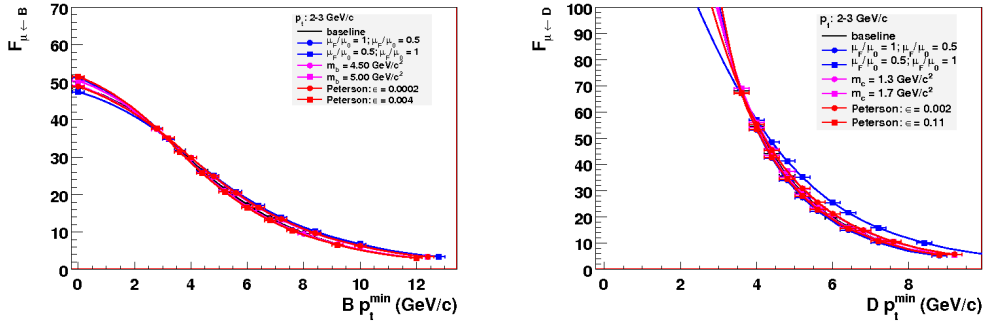 F μ ← B
p_t: 2-3 GeV/c
baseline
μ_F/μ_0 = 1; μ_F/μ_0 = 0.5
μ_F/μ_0 = 0.5; μ_F/μ_0 = 1
m_b = 4.50 GeV/c²
m_b = 5.00 GeV/c²
Peterson: ε = 0.0002
Peterson: ε = 0.004
70
60
50
40
30
20
10
0
0 2 4 6 8 10 12
B p_t^min (GeV/c)
F μ ← D
p_t: 2-3 GeV/c
baseline
μ_F/μ_0 = 1; μ_F/μ_0 = 0.5
μ_F/μ_0 = 0.5; μ_F/μ_0 = 1
m_c = 1.3 GeV/c²
m_c = 1.7 GeV/c²
Peterson: ε = 0.002
Peterson: ε = 0.11
100
90
80
70
60
50
40
30
20
10
0
0 2 4 6 8
D p_t^min (GeV/c)